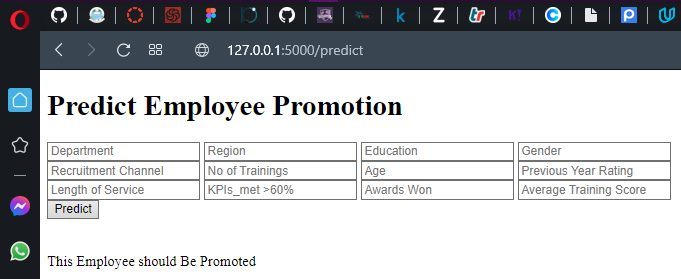 127.0.0.1:5000/predict
Predict Employee Promotion
Department Region Education Gender
Recruitment Channel No of Trainings Age Previous Year Rating
Length of Service KPIs_met >60% Awards Won Average Training Score
Predict
This Employee should Be Promoted